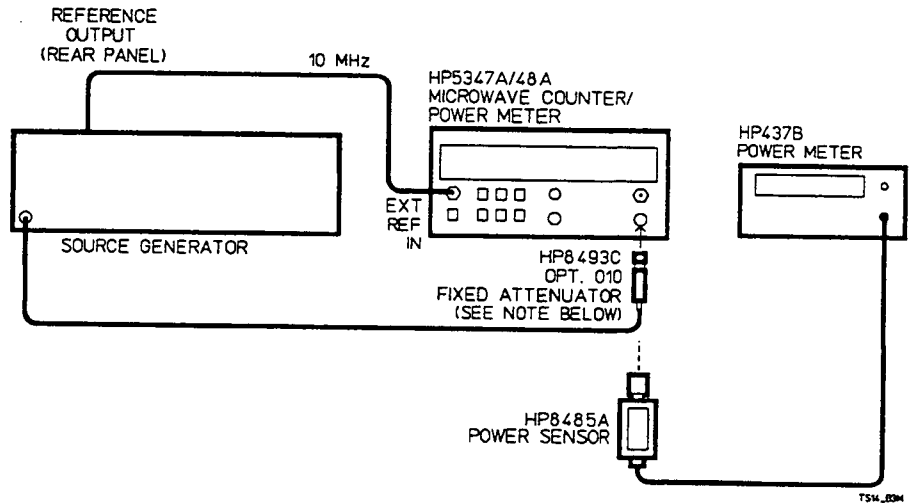 REFERENCE
OUTPUT
(REAR PANEL)
10 MHz
HP5347A/48A
MICROWAVE COUNTER/
POWER METER
HP437B
POWER METER
EXT
REF
IN
SOURCE GENERATOR
HP8493C
OPT. 010
FIXED ATTENUATOR
(SEE NOTE BELOW)
HP8485A
POWER SENSOR